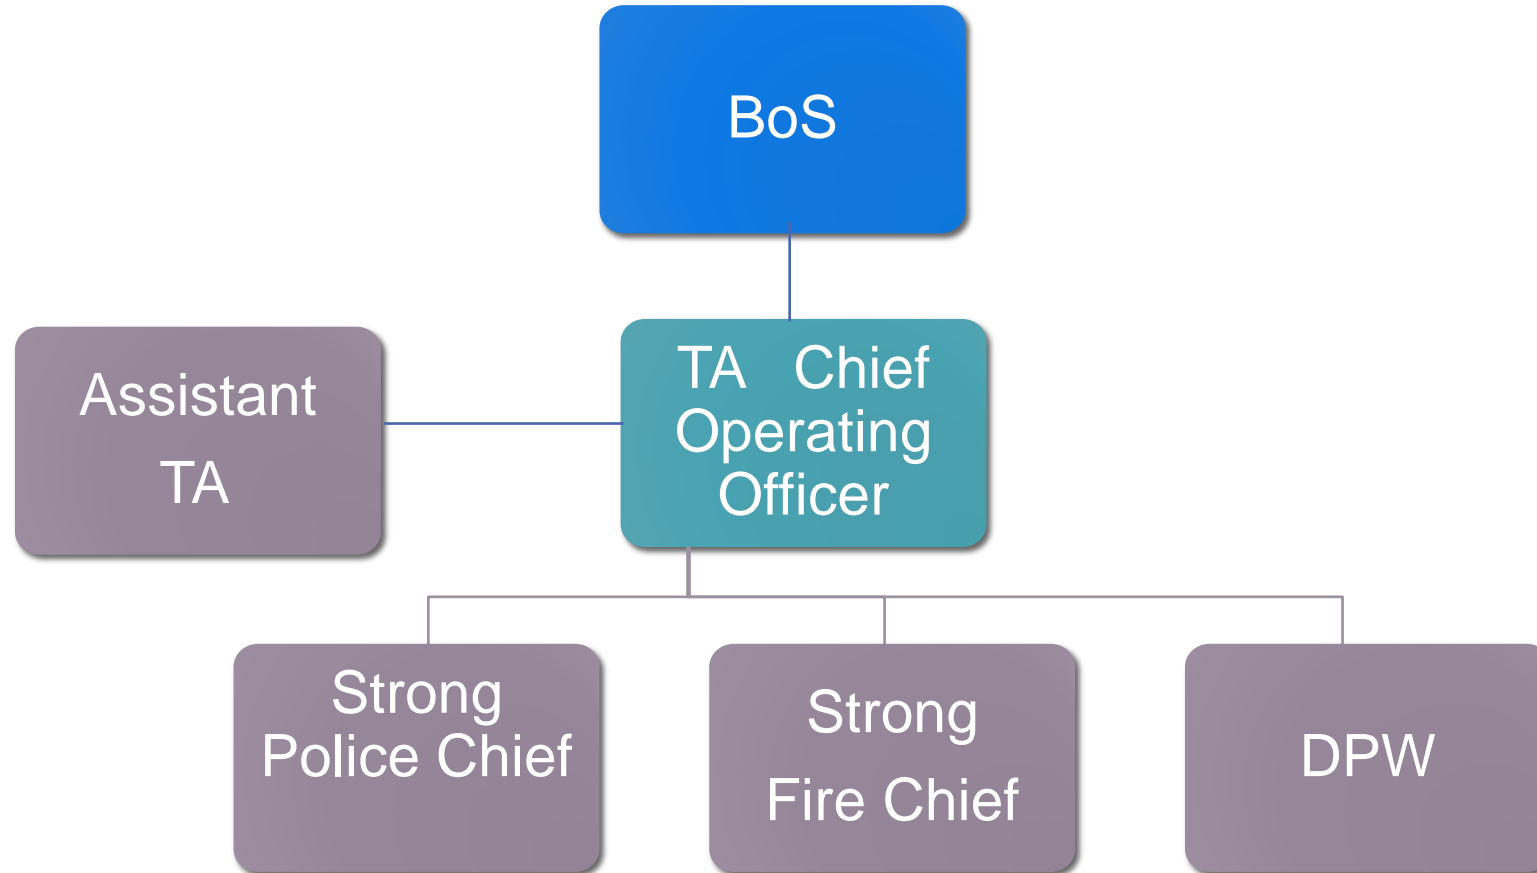 BoS
Assistant
TA
TA Chief
Operating
Officer
Strong
Police Chief
Strong
Fire Chief
DPW